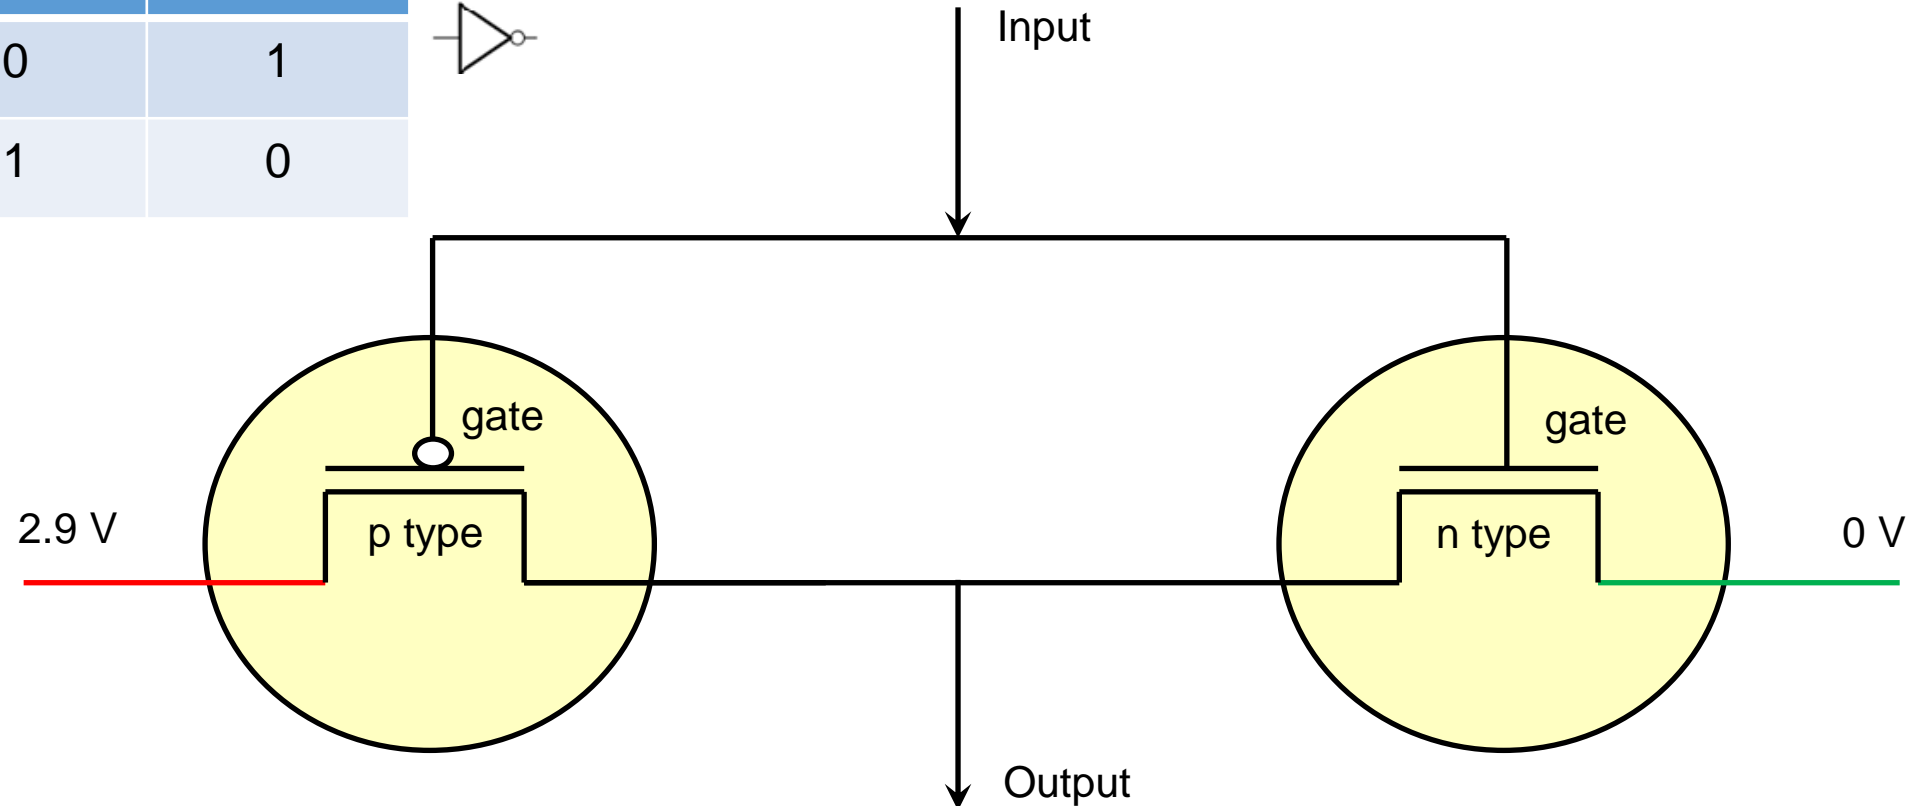 Input
0 1
1 0
gate
gate
2.9 V
p type
n type
0 V
Output